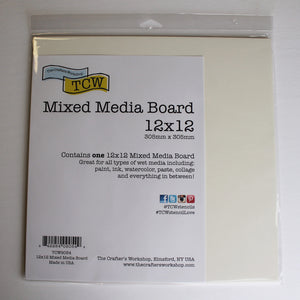 The Crafter's Workshop
TCW
Mixed Media Board
12x12
305mm x 305mm
Contains one 12x12 Mixed Media Board
Great for all types of wet media including:
paint, ink, watercolor, paste, collage
and everything in between!
#TCWstencils
#TCWstencilLove
TCW9094
12x12 Mixed Media Board
Made in USA
The Crafter's Workshop, Elmsford, NY USA
www.thecraftersworkshop.com